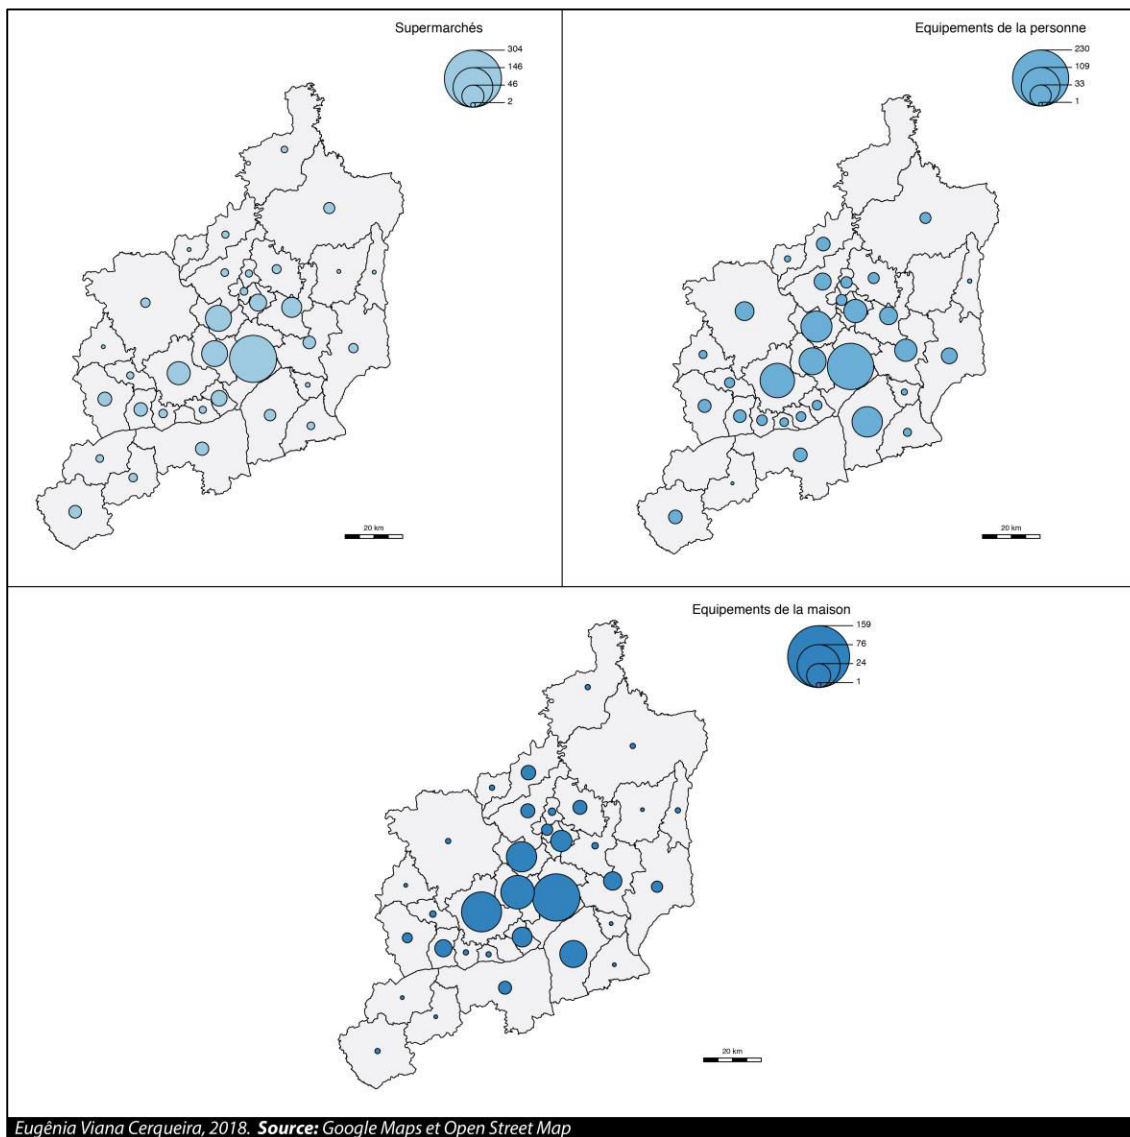 Supermarchés
304
146
46
2
20 km
Equipements de la personne
230
109
33
1
20 km
Equipements de la maison
159
76
24
1
20 km
Eugênia Viana Cerqueira, 2018. Source: Google Maps et Open Street Map